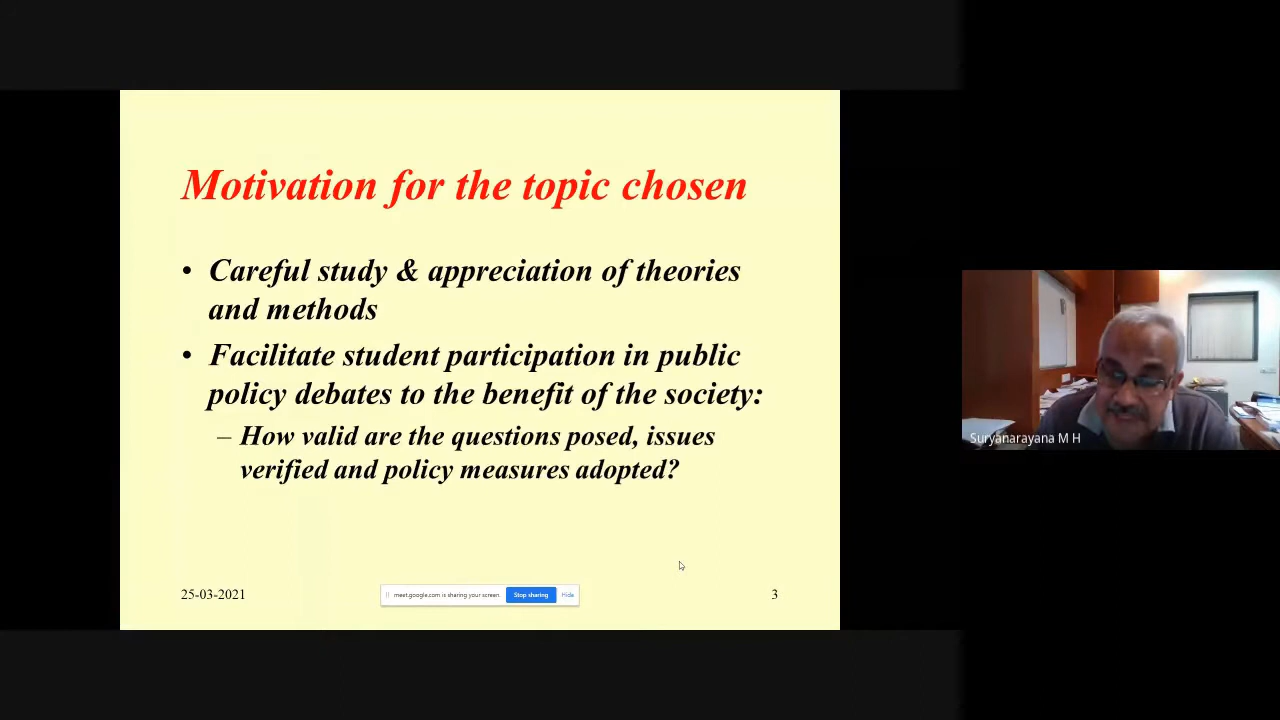 Motivation for the topic chosen
• Careful study & appreciation of theories
and methods
• Facilitate student participation in public
policy debates to the benefit of the society:
– How valid are the questions posed, issues
verified and policy measures adopted?
25-03-2021
meet.google.com is sharing your screen.
Stop sharing
Hide
3
Suryanarayana M H